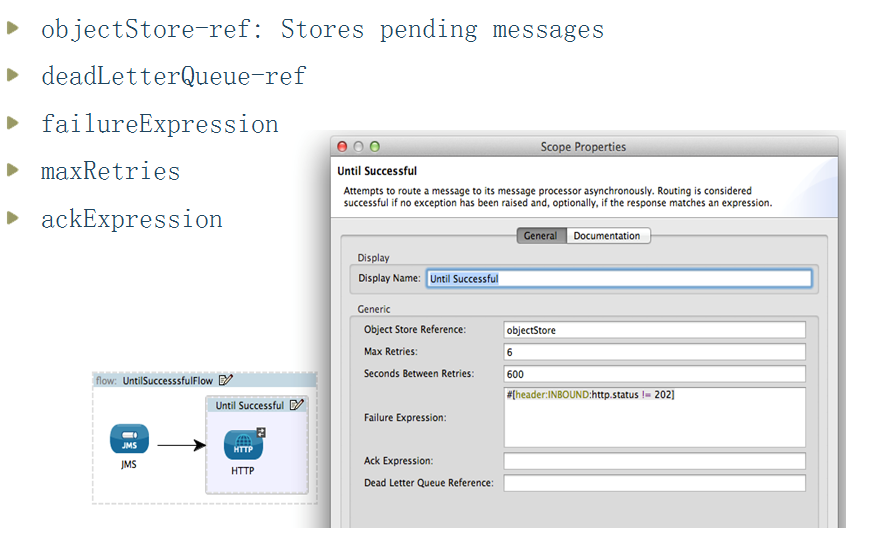 objectStore-ref: Stores pending messages
deadLetterQueue-ref
failureExpression
maxRetries
ackExpression
Scope Properties
Until Successful
Attempts to route a message to its message processor asynchronously. Routing is considered
successful if no exception has been raised and, optionally, if the response matches an expression.
General Documentation
Display
Display Name: Until Successful
Generic
Object Store Reference: objectStore
Max Retries: 6
Seconds Between Retries: 600
Failure Expression: #[header:INBOUND:http.status != 202]
Ack Expression:
Dead Letter Queue Reference:
flow: UntilSuccesssfulFlow
Until Successful
JMS
JMS
HTTP
HTTP